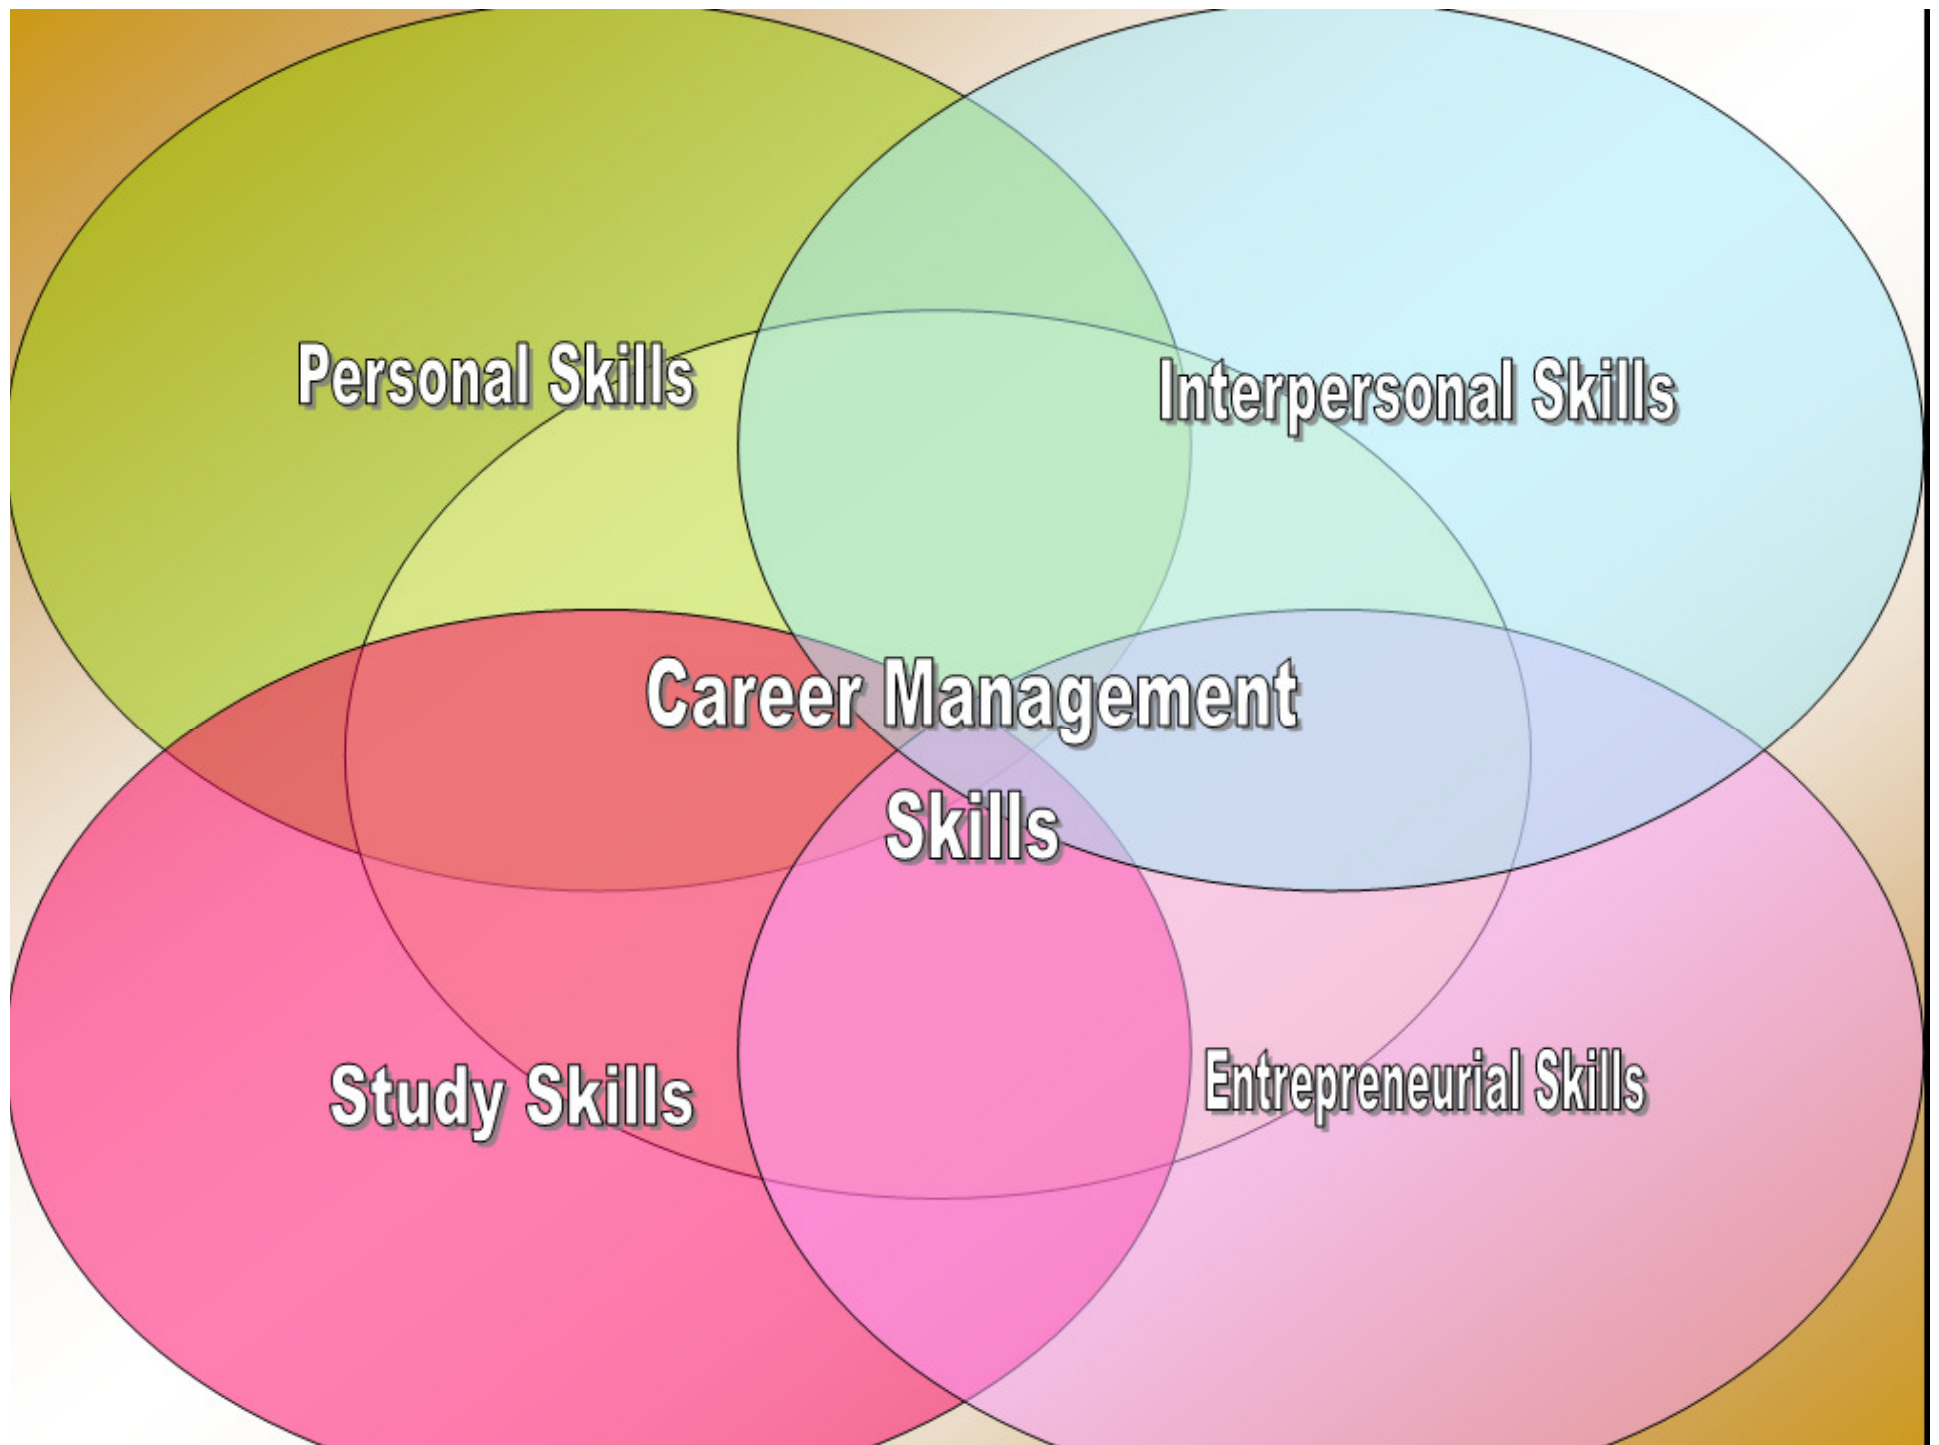 Personal Skills
Interpersonal Skills
Career Management
Skills
Study Skills
Entrepreneurial Skills